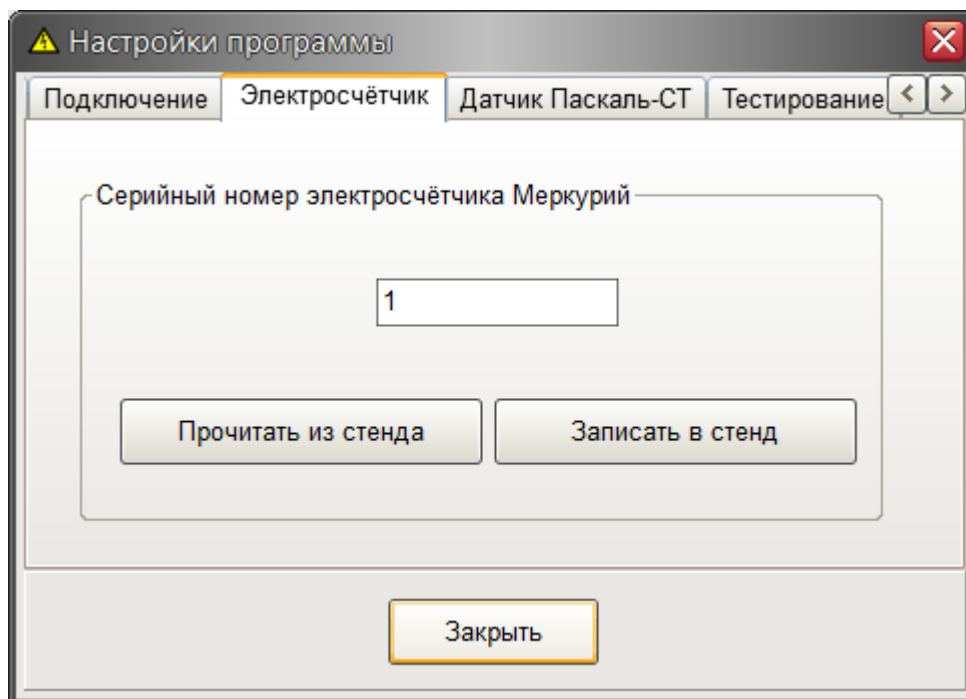 Настройки программы
Подключение Электросчётчик Датчик Паскаль-СТ Тестирование
Серийный номер электросчётчика Меркурий
1
Прочитать из стенда Записать в стенд
Закрыть